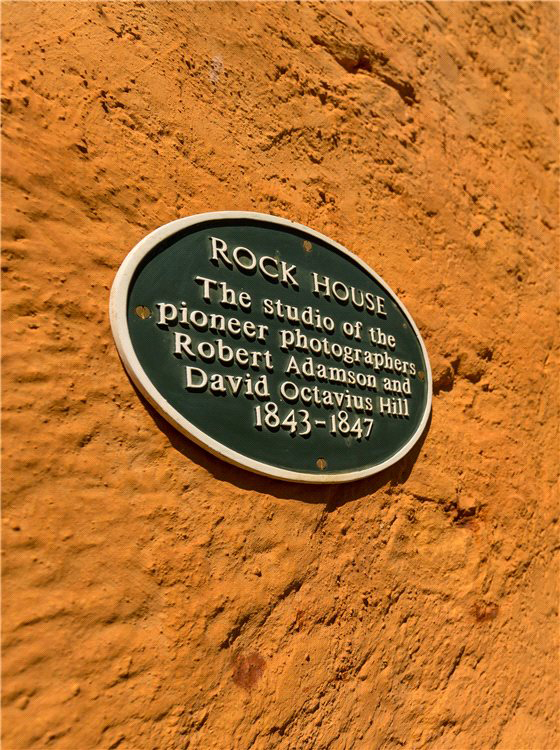 ROCK HOUSE
The studio of the
pioneer photographers
Robert Adamson and
David Octavius Hill
1843-1847